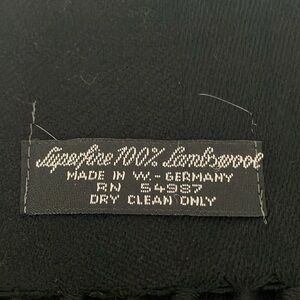 Superfine 100% Lambswool
MADE IN W.- GERMANY
RN 54987
DRY CLEAN ONLY